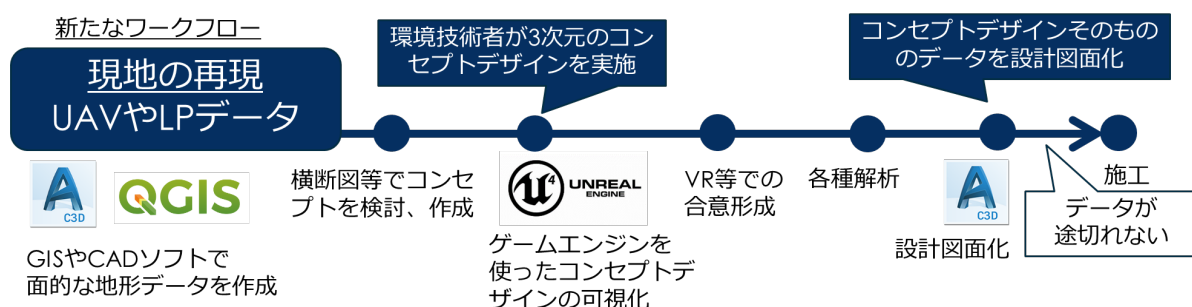 新たなワークフロー
現地の再現
UAVやLPデータ
環境技術者が3次元のコン
セプトデザインを実施
コンセプトデザインそのもの
のデータを設計図面化
A
C3D
QGIS
GISやCADソフトで
面的な地形データを作成
横断図等でコンセ
プトを検討、作成
U4
UNREAL
ENGINE
ゲームエンジンを
使ったコンセプトデ
ザインの可視化
VR等での
合意形成
各種解析
A
C3D
設計図面化
施工
データが
途切れない